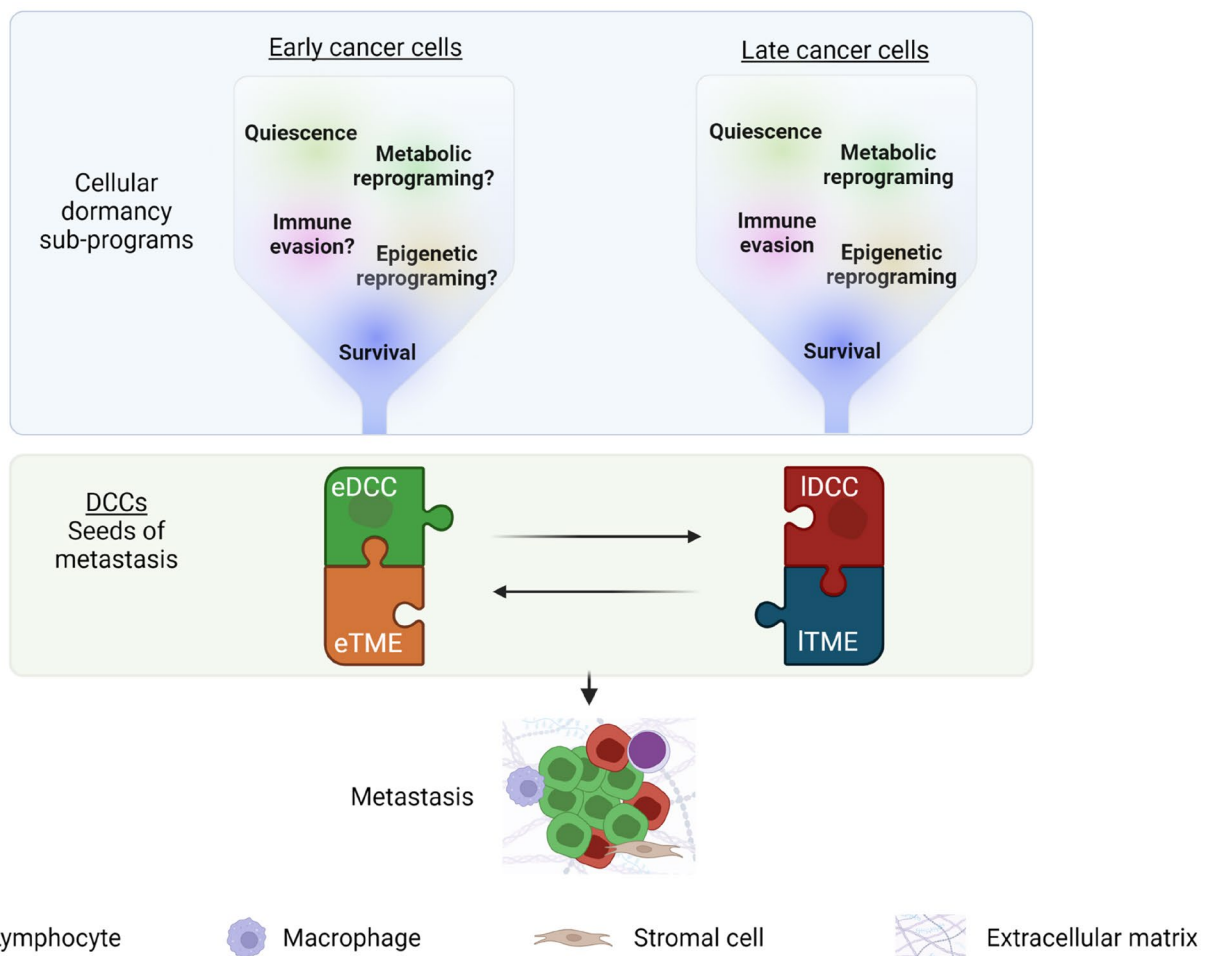 Early cancer cells
Late cancer cells
Cellular
dormancy
sub-programs
Quiescence
Metabolic
reprograming?
Immune
evasion?
Epigenetic
reprograming?
Survival
Quiescence
Metabolic
reprograming
Immune
evasion
Epigenetic
reprograming
Survival
DCCs
Seeds of
metastasis
eDCC
eTME
lDCC
lTME
Metastasis
ymphocyte
Macrophage
Stromal cell
Extracellular matrix